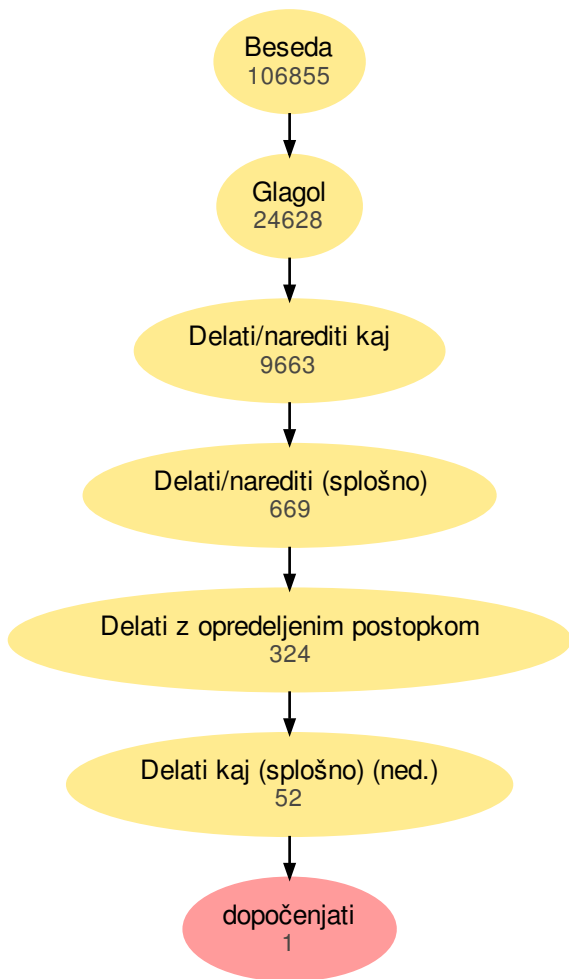 Beseda
106855
Glagol
24628
Delati/narediti kaj
9663
Delati/narediti (splošno)
669
Delati z opredeljenim postopkom
324
Delati kaj (splošno) (ned.)
52
dopočenjati
1